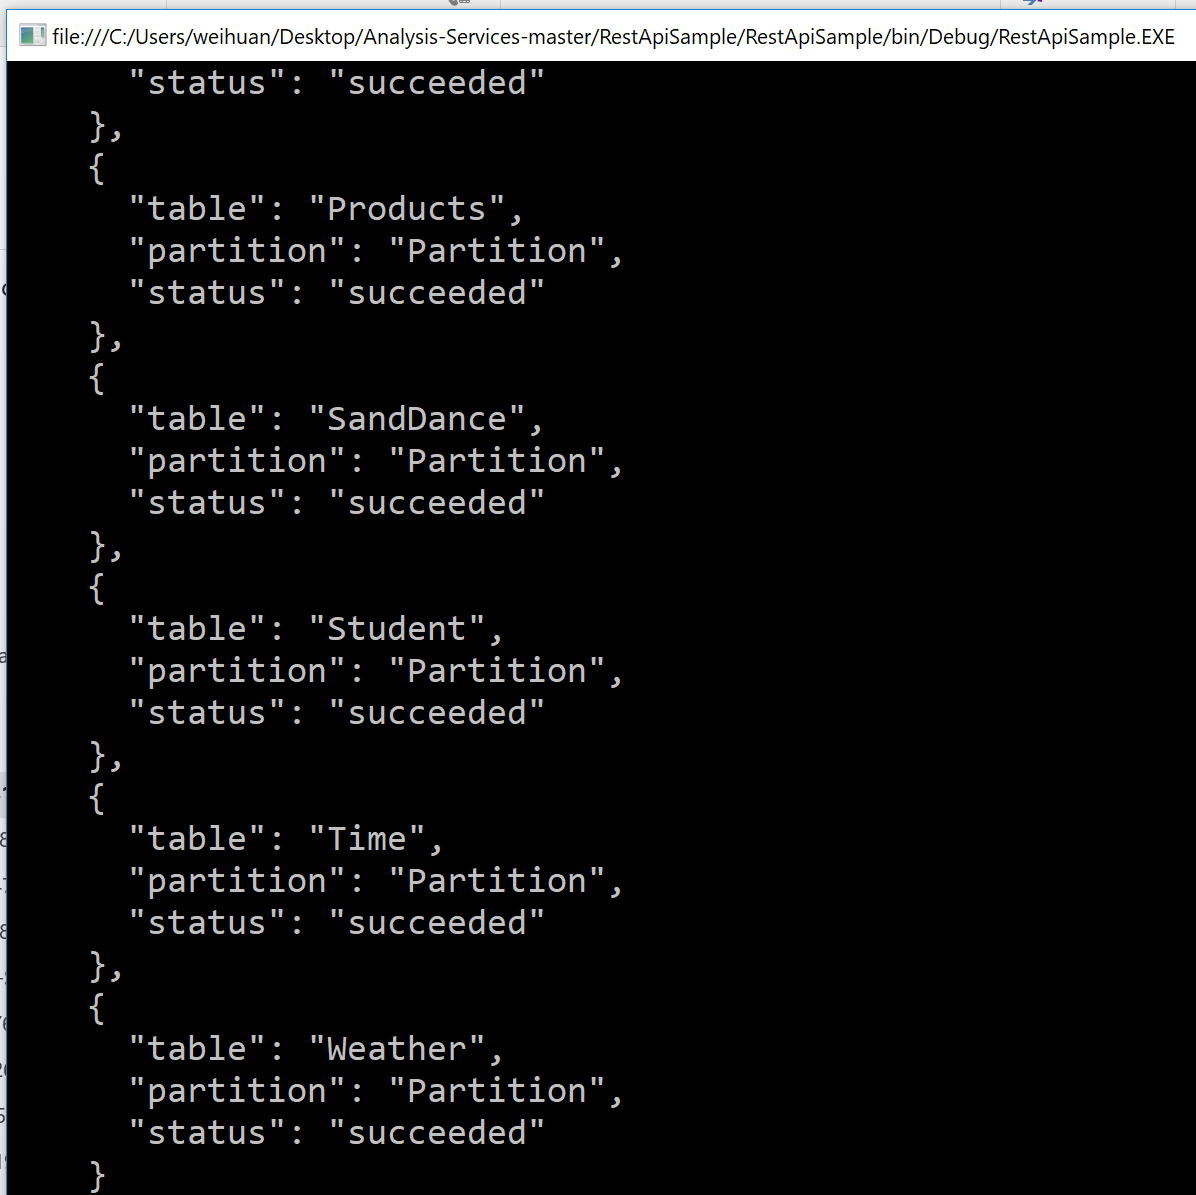 file:///C:/Users/weihuan/Desktop/Analysis-Services-master/RestApiSample/RestApiSample/bin/Debug/RestApiSample.EXE
"status": "succeeded"
},
{
"table": "Products",
"partition": "Partition",
"status": "succeeded"
},
{
"table": "SandDance",
"partition": "Partition",
"status": "succeeded"
},
{
"table": "Student",
"partition": "Partition",
"status": "succeeded"
},
{
"table": "Time",
"partition": "Partition",
"status": "succeeded"
},
{
"table": "Weather",
"partition": "Partition",
"status": "succeeded"
}